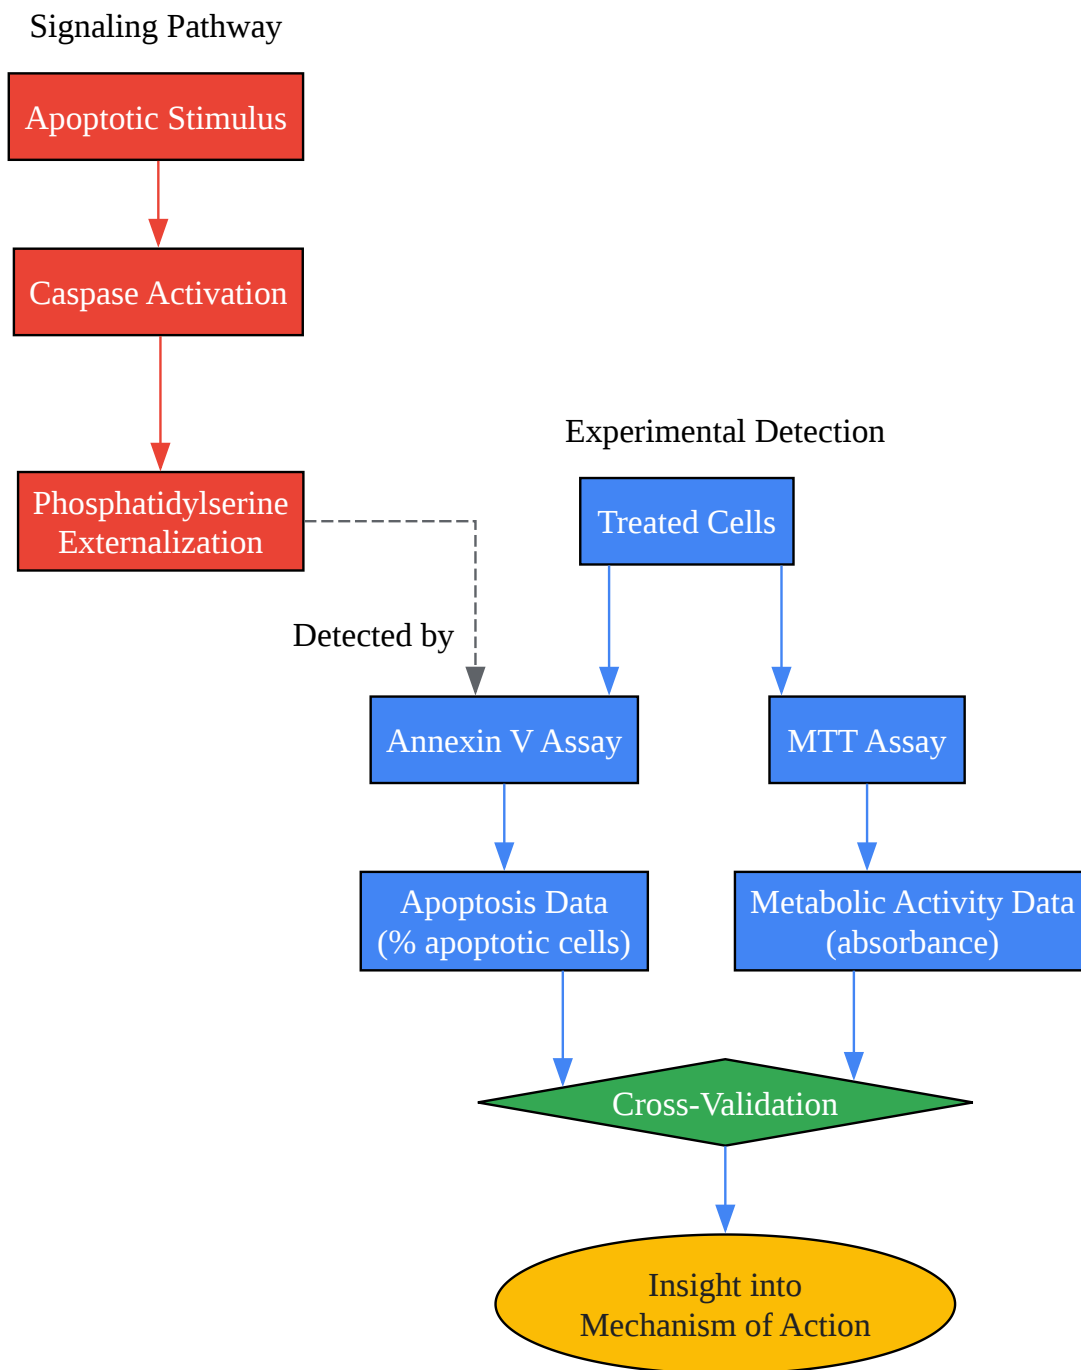 Signaling Pathway
Apoptotic Stimulus
Caspase Activation
Phosphatidylserine
Externalization
Experimental Detection
Treated Cells
Detected by
Annexin V Assay
MTT Assay
Apoptosis Data
(% apoptotic cells)
Metabolic Activity Data
(absorbance)
Cross-Validation
Insight into
Mechanism of Action